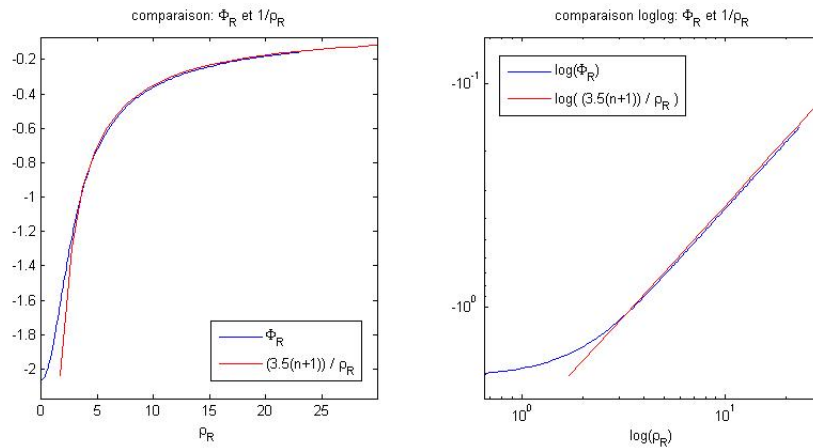 comparaison: Φ_R et 1/ρ_R
-0.2
-0.4
-0.6
-0.8
-1
-1.2
-1.4
-1.6
-1.8
-2
0 5 10 15 20 25
ρ_R
Φ_R
(3.5(n+1)) / ρ_R
comparaison loglog: Φ_R et 1/ρ_R
-10^-1
-10^0
10^0 10^1
log(ρ_R)
log(Φ_R)
log( (3.5(n+1)) / ρ_R )